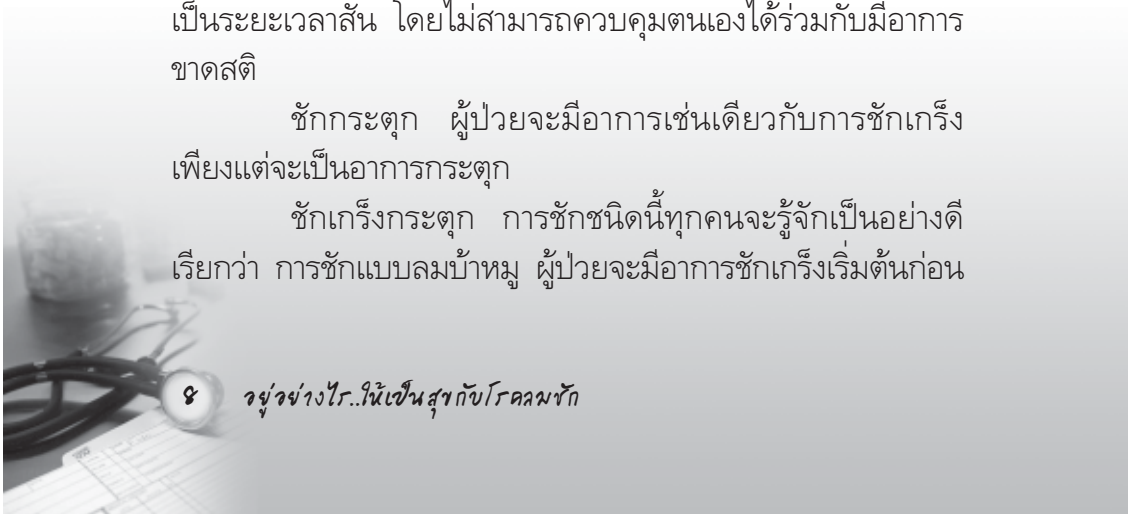 เป็นระยะเวลาสั้น โดยไม่สามารถควบคุมตนเองได้ร่วมกับมีอาการ
ขาดสติ
ชักกระตุก ผู้ป่วยจะมีอาการเช่นเดียวกับการชักเกร็ง
เพียงแต่จะเป็นอาการกระตุก
ชักเกร็งกระตุก การชักชนิดนี้ทุกคนจะรู้จักเป็นอย่างดี
เรียกว่า การชักแบบลมบ้าหมู ผู้ป่วยจะมีอาการชักเกร็งเริ่มต้นก่อน
8 อยู่อย่างไร..ให้เป็นสุขกับโรคลมชัก